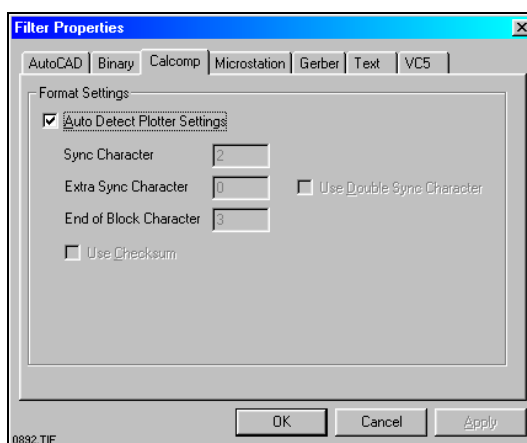 Filter Properties
AutoCAD Binary Calcomp Microstation Gerber Text VC5
Format Settings
Auto Detect Plotter Settings
Sync Character 2
Extra Sync Character 0 Use Double Sync Character
End of Block Character 3
Use Checksum
OK Cancel Apply
0892.TIF